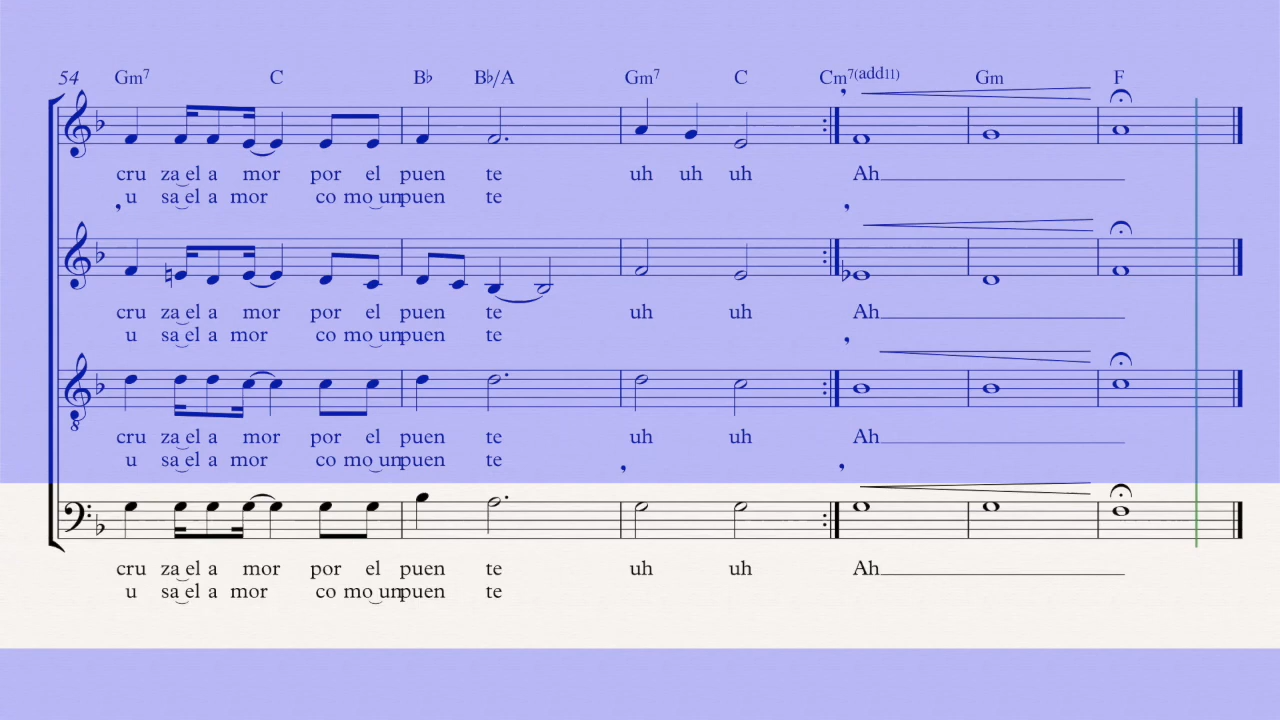 54 Gm7 C B♭ B♭/A Gm7 C Cm7(add11) Gm F
cru za el a mor por el puen te uh uh uh Ah
u sa el a mor co mo un puen te
cru za el a mor por el puen te uh uh Ah
u sa el a mor co mo un puen te
8
cru za el a mor por el puen te uh uh Ah
u sa el a mor co mo un puen te
cru za el a mor por el puen te uh uh Ah
u sa el a mor co mo un puen te